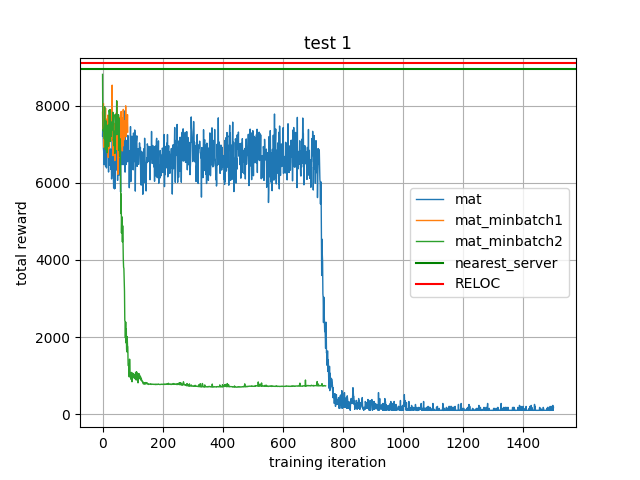 test 1
total reward
8000
6000
4000
2000
0
mat
mat_minbatch1
mat_minbatch2
nearest_server
RELOC
0 200 400 600 800 1000 1200 1400
training iteration